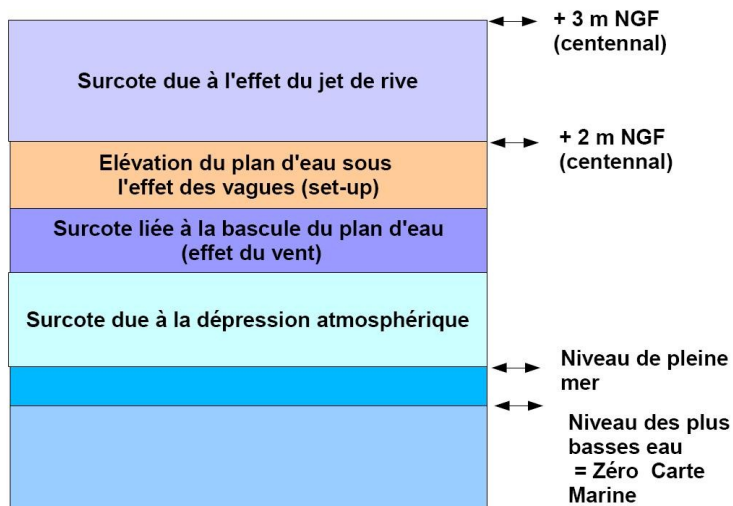 + 3 m NGF
(centennal)
Surcote due à l'effet du jet de rive
+ 2 m NGF
(centennal)
Elévation du plan d'eau sous
l'effet des vagues (set-up)
Surcote liée à la bascule du plan d'eau
(effet du vent)
Surcote due à la dépression atmosphérique
Niveau de pleine
mer
Niveau des plus
basses eau
= Zéro Carte
Marine